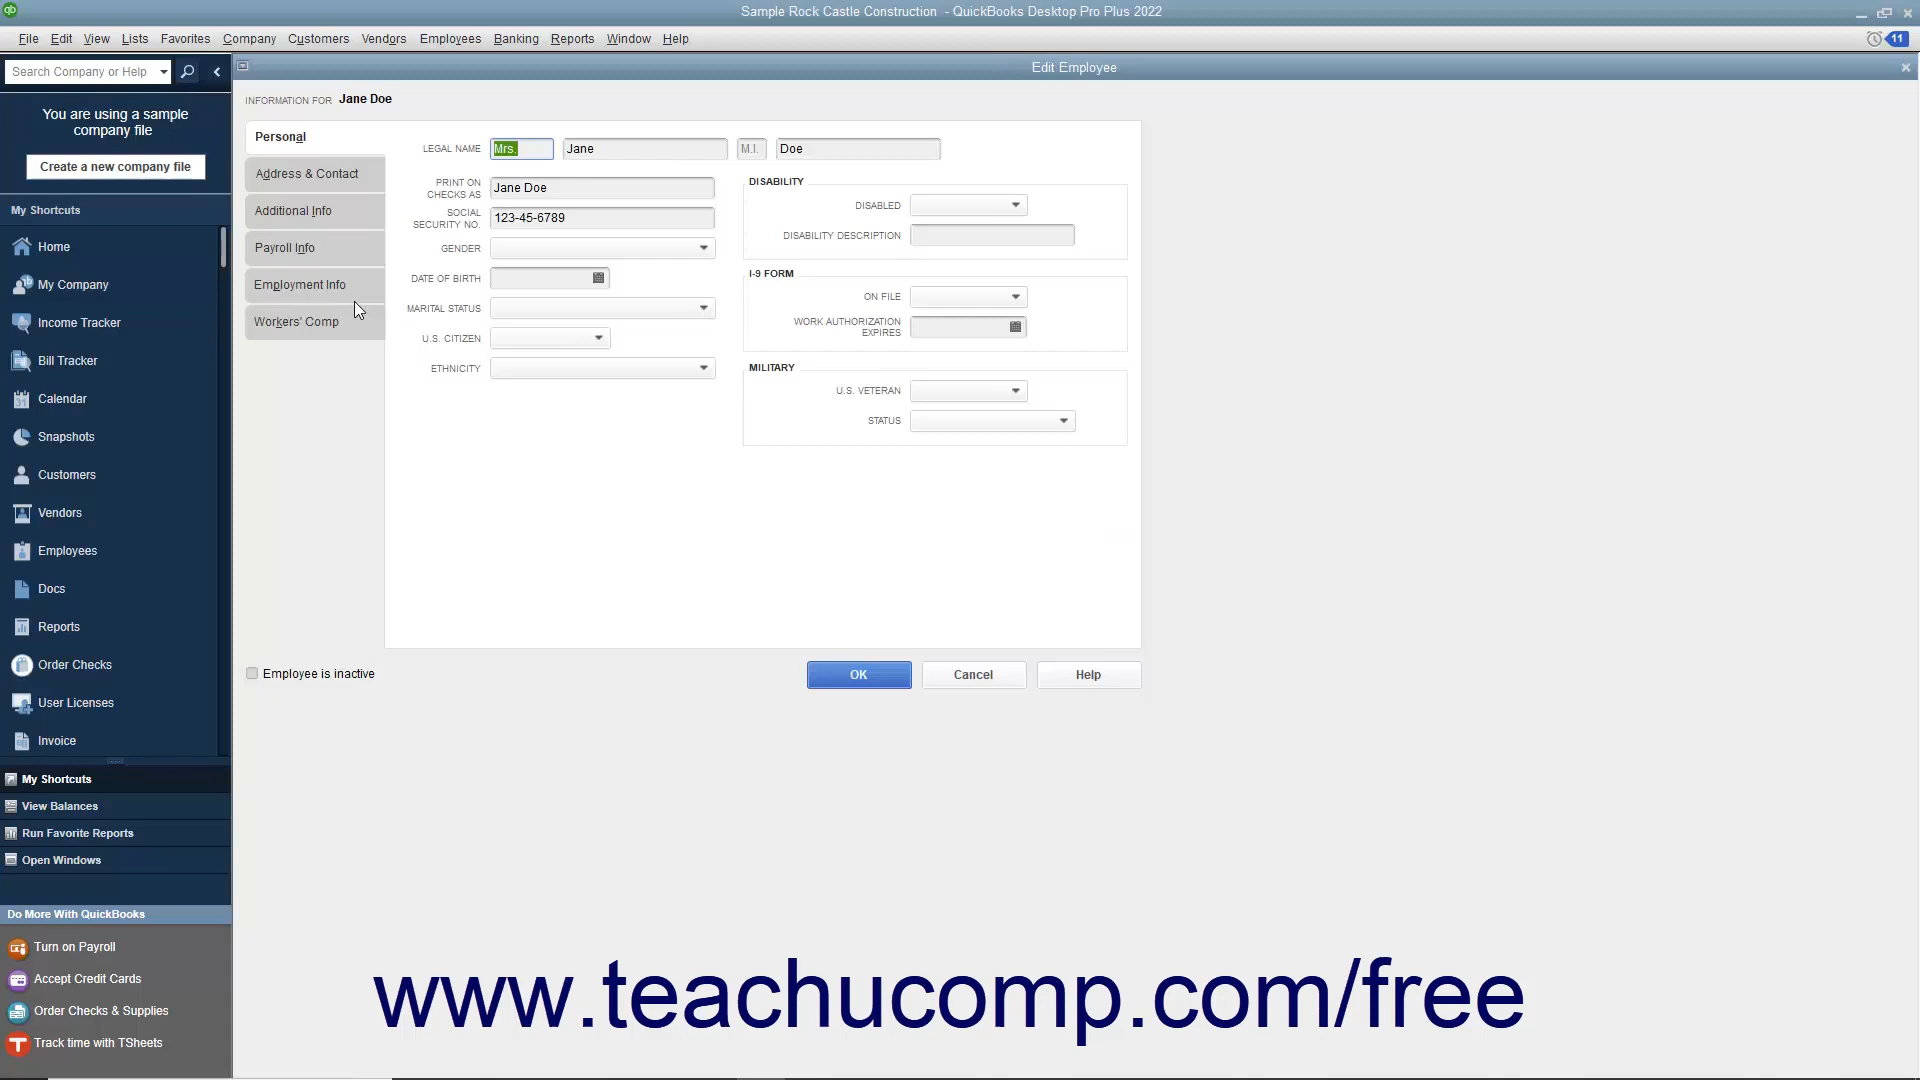 Sample Rock Castle Construction - QuickBooks Desktop Pro Plus 2022
File Edit View Lists Favorites Company Customers Vendors Employees Banking Reports Window Help
11
Search Company or Help
Edit Employee
You are using a sample
company file
Create a new company file
My Shortcuts
Home
My Company
Income Tracker
Bill Tracker
Calendar
Snapshots
Customers
Vendors
Employees
Docs
Reports
Order Checks
User Licenses
Invoice
My Shortcuts
View Balances
Run Favorite Reports
Open Windows
Do More With QuickBooks
Turn on Payroll
Accept Credit Cards
Order Checks & Supplies
Track time with TSheets
INFORMATION FOR Jane Doe
Personal
Address & Contact
Additional Info
Payroll Info
Employment Info
Workers' Comp
LEGAL NAME Mrs. Jane M.I. Doe
PRINT ON
CHECKS AS Jane Doe
SOCIAL
SECURITY NO. 123-45-6789
GENDER
DATE OF BIRTH
MARITAL STATUS
U.S. CITIZEN
ETHNICITY
DISABILITY
DISABLED
DISABILITY DESCRIPTION
I-9 FORM
ON FILE
WORK AUTHORIZATION
EXPIRES
MILITARY
U.S. VETERAN
STATUS
Employee is inactive
OK Cancel Help
www.teachucomp.com/free